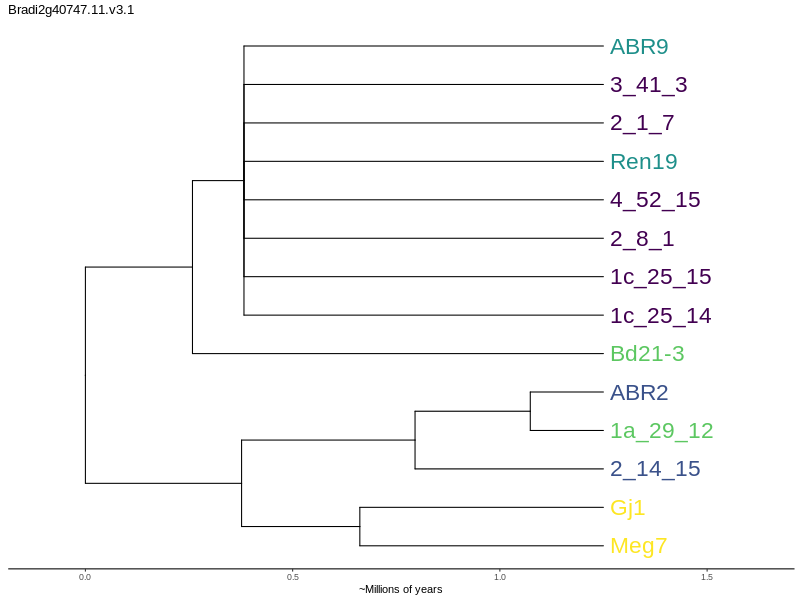 Bradi2g40747.11.v3.1
ABR9
3_41_3
2_1_7
Ren19
4_52_15
2_8_1
1c_25_15
1c_25_14
Bd21-3
ABR2
1a_29_12
2_14_15
Gj1
Meg7
0.0 0.5 1.0 1.5
~Millions of years